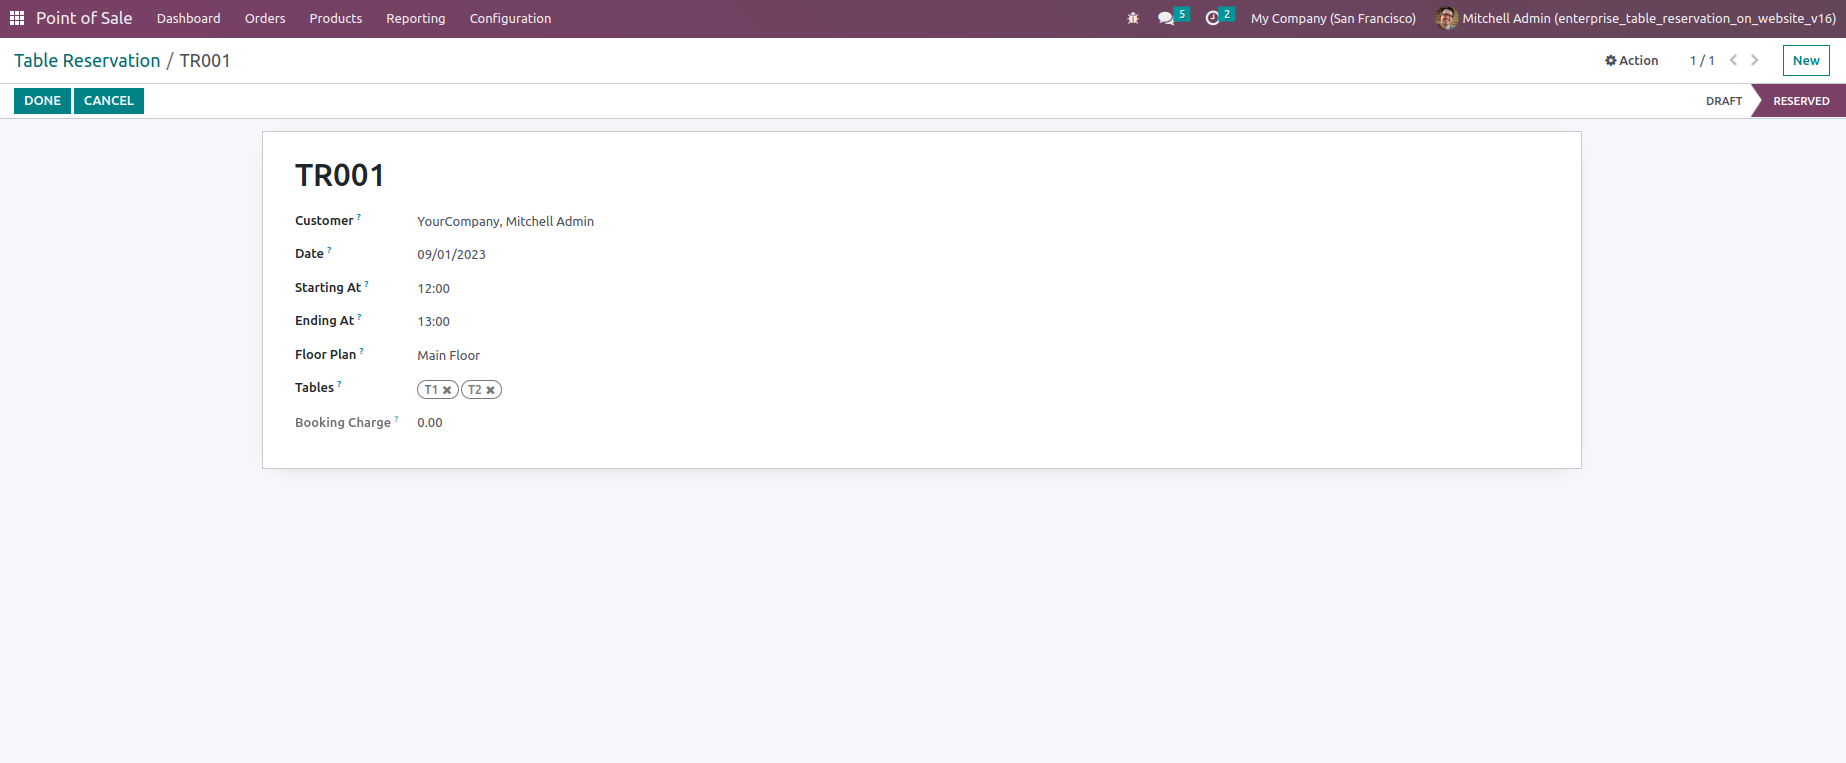 Point of Sale Dashboard Orders Products Reporting Configuration 5 2 My Company (San Francisco) Mitchell Admin (enterprise_table_reservation_on_website_v16)
Table Reservation / TR001 Action 1 / 1 New
DONE CANCEL DRAFT RESERVED
TR001
Customer ? YourCompany, Mitchell Admin
Date ? 09/01/2023
Starting At ? 12:00
Ending At ? 13:00
Floor Plan ? Main Floor
Tables ? T1 T2
Booking Charge ? 0.00